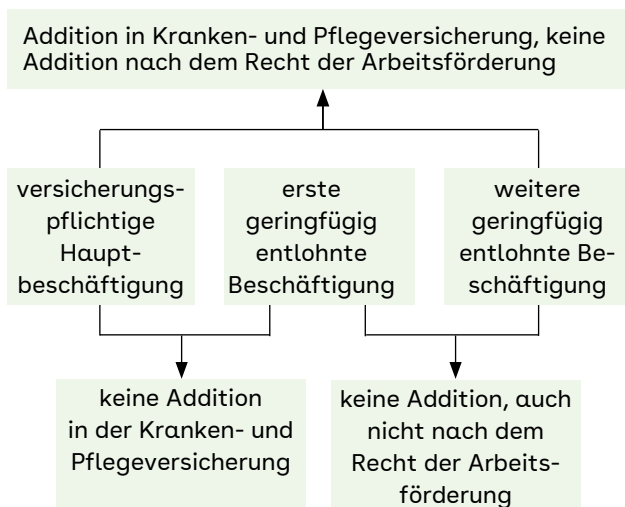 Addition in Kranken- und Pflegeversicherung, keine
Addition nach dem Recht der Arbeitsförderung
versicherungs-
pflichtige
Haupt-
beschäftigung
erste
geringfügig
entlohnte
Beschäftigung
weitere
geringfügig
entlohnte Be-
schäftigung
keine Addition
in der Kranken- und
Pflegeversicherung
keine Addition, auch
nicht nach dem
Recht der Arbeits-
förderung